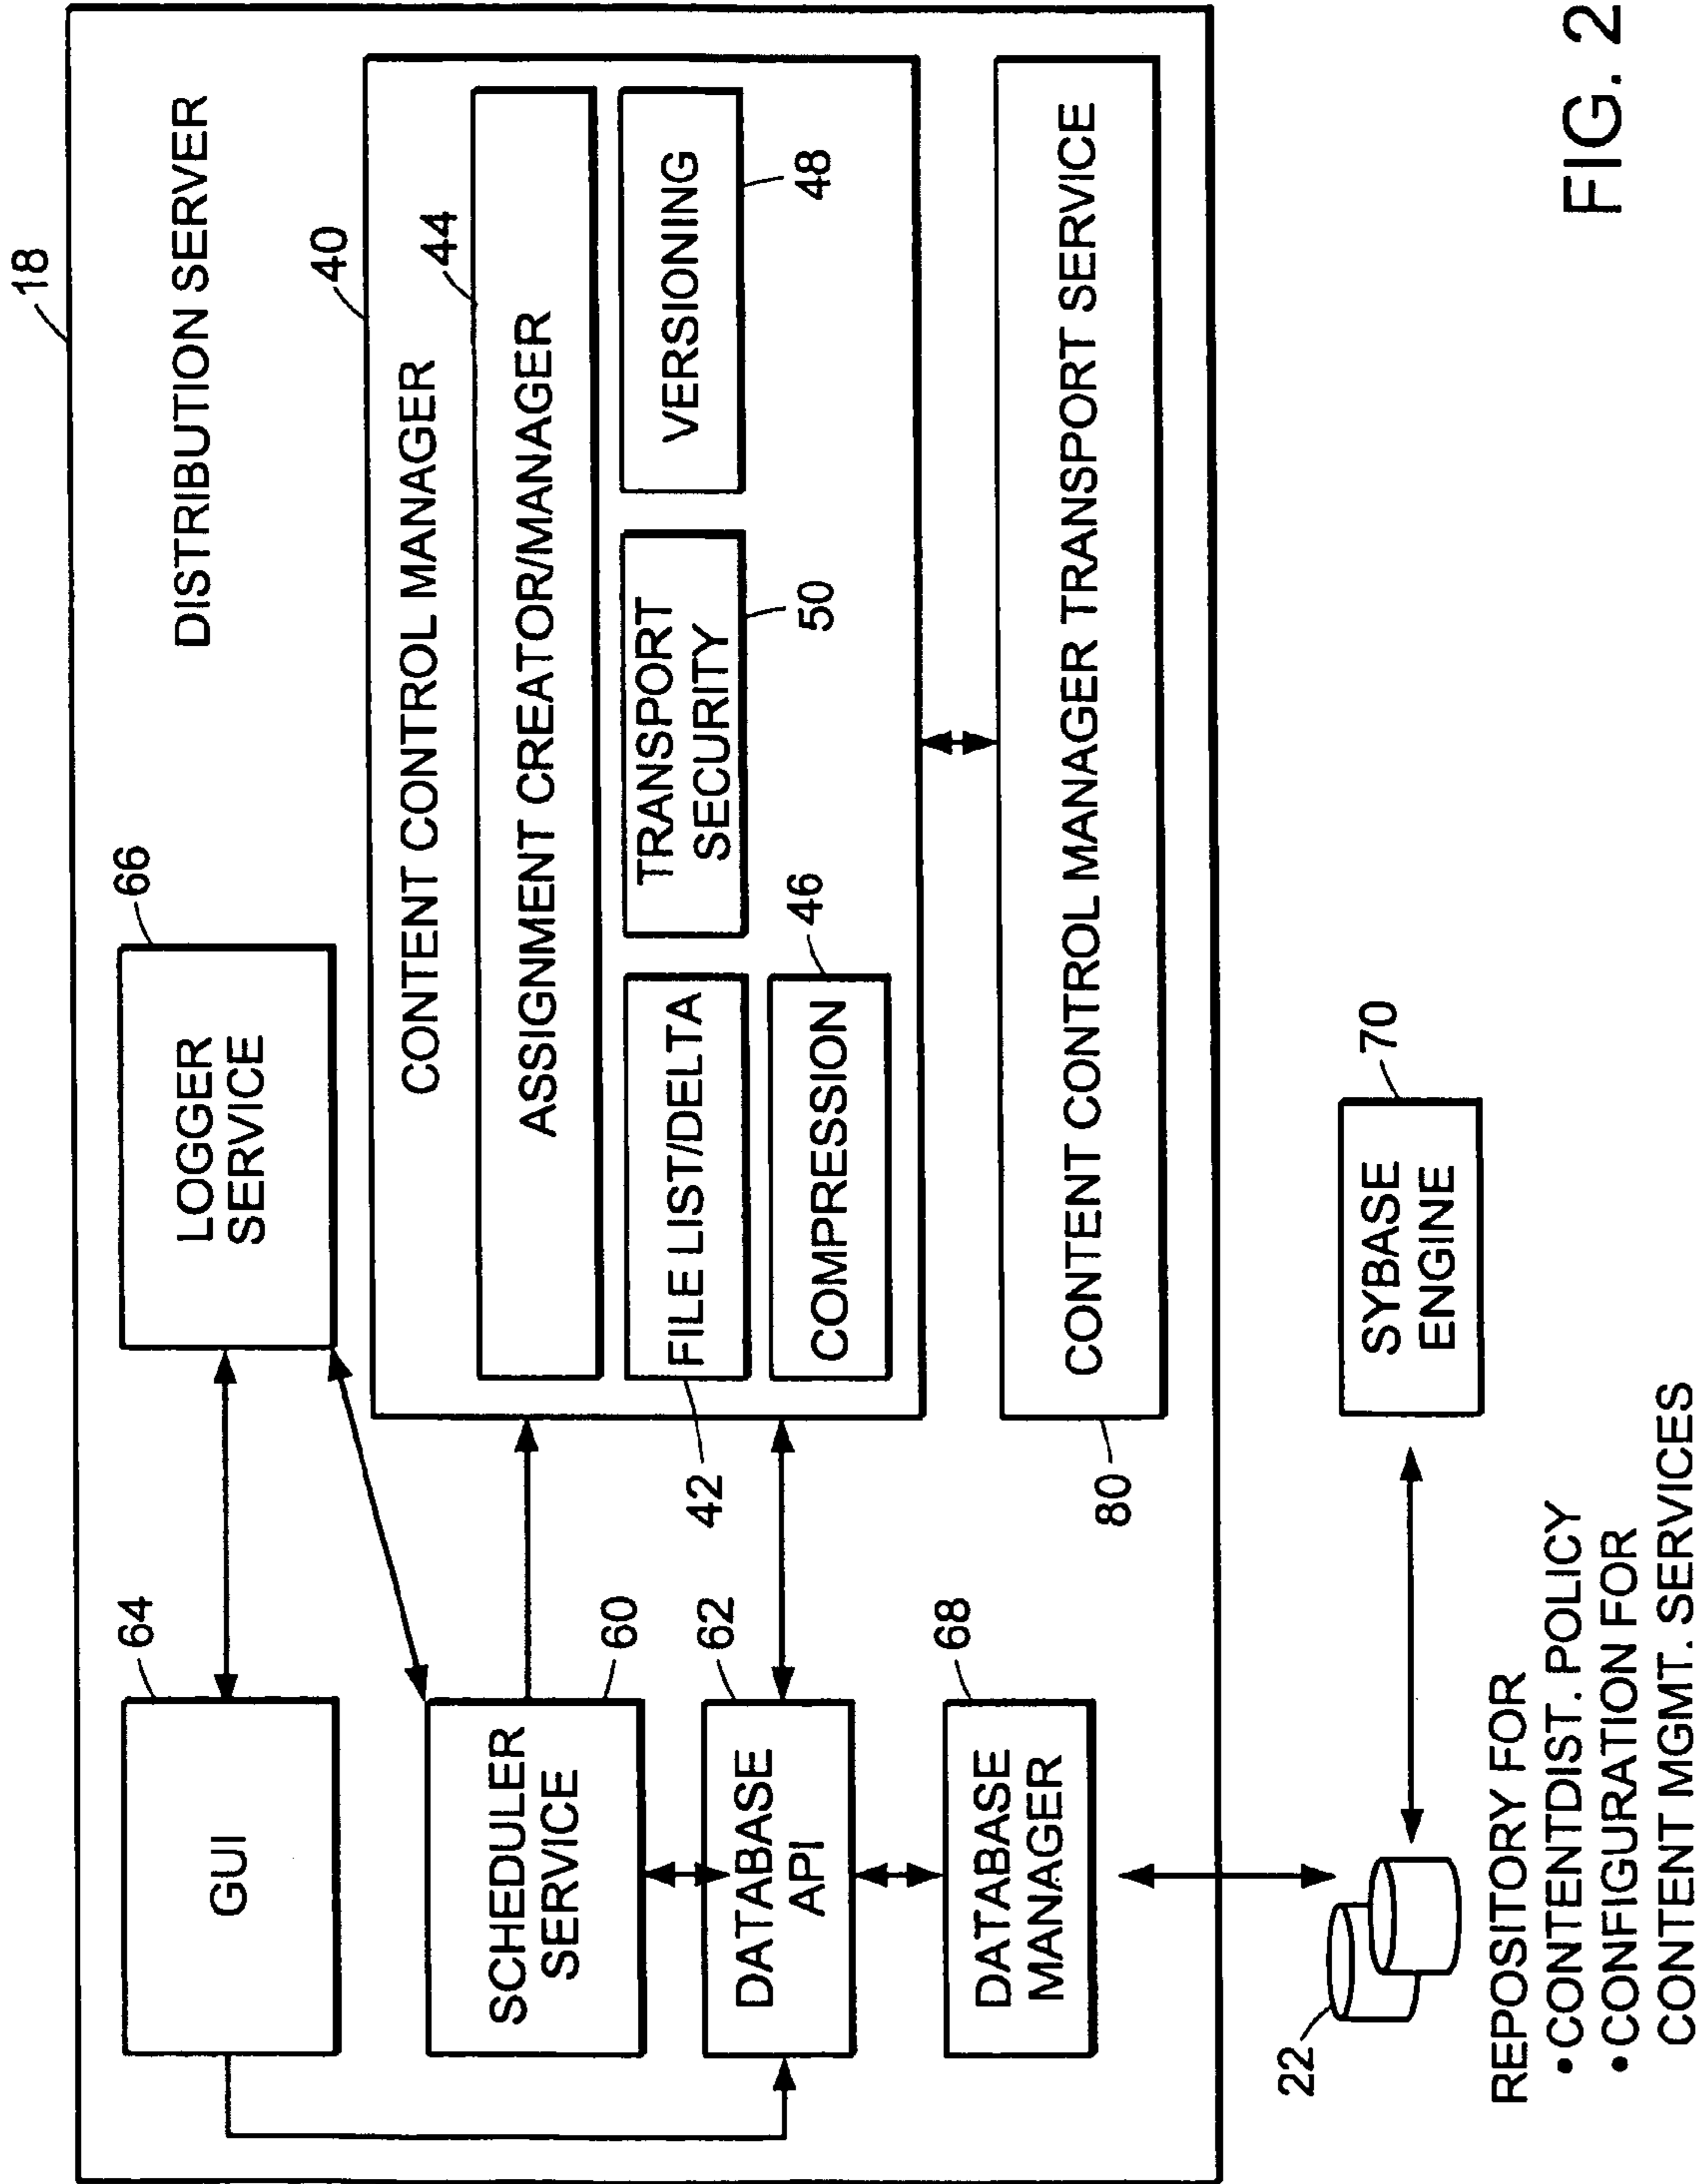 18
DISTRIBUTION SERVER
64
GUI
66
LOGGER
SERVICE
40
CONTENT CONTROL MANAGER
44
ASSIGNMENT CREATOR/MANAGER
SCHEDULER
SERVICE
60
FILE LIST/DELTA
42
TRANSPORT
SECURITY
50
VERSIONING
48
DATABASE
API
62
COMPRESSION
46
DATABASE
MANAGER
68
80
CONTENT CONTROL MANAGER TRANSPORT SERVICE
22
SYBASE
ENGINE
70
REPOSITORY FOR
•CONTENTDIST. POLICY
•CONFIGURATION FOR
CONTENT MGMT. SERVICES
FIG. 2